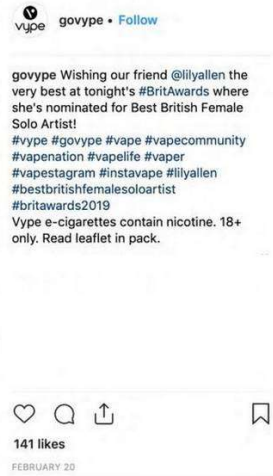 vype
govype • Follow
govype Wishing our friend @lilyallen the
very best at tonight's #BritAwards where
she's nominated for Best British Female
Solo Artist!
#vype #govype #vape #vapecommunity
#vapenation #vapelife #vaper
#vapestagram #instavape #lilyallen
#bestbritishfemalesoloartist
#britawards2019
Vype e-cigarettes contain nicotine. 18+
only. Read leaflet in pack.
141 likes
FEBRUARY 20